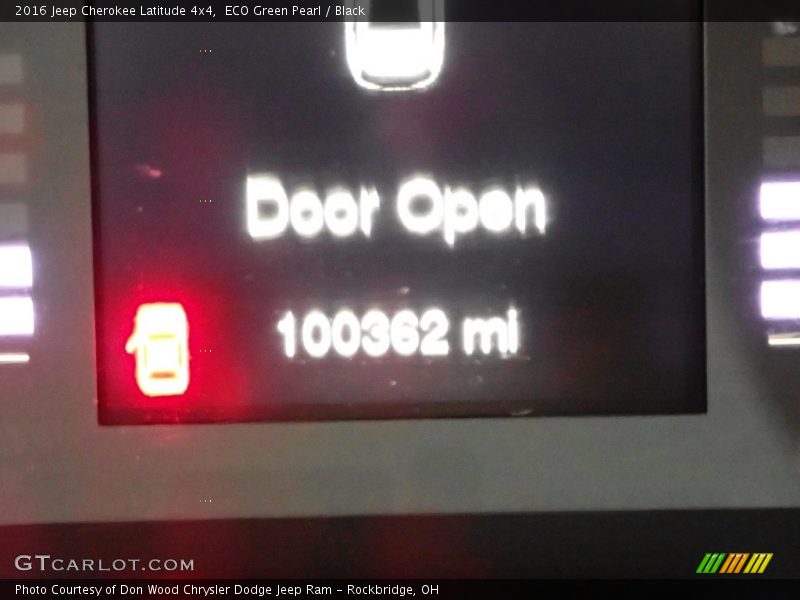 2016 Jeep Cherokee Latitude 4x4,  ECO Green Pearl / Black
Door Open
100362 mi
GTCARLOT.COM
Photo Courtesy of Don Wood Chrysler Dodge Jeep Ram – Rockbridge, OH